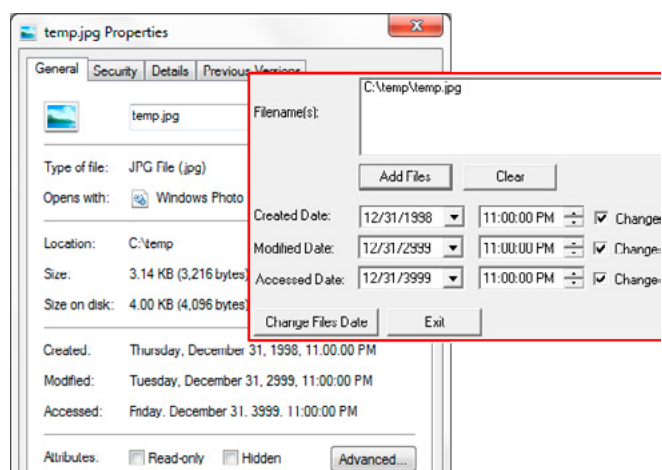 temp.jpg Properties
General Security Details Previous Versions
temp.jpg
Type of file: JPG File (.jpg)
Opens with: Windows Photo
Location: C:\temp
Size: 3.14 KB (3,216 bytes)
Size on disk: 4.00 KB (4,096 bytes)
Created: Thursday, December 31, 1998, 11:00:00 PM
Modified: Tuesday, December 31, 2999, 11:00:00 PM
Accessed: Friday, December 31, 3999, 11:00:00 PM
Attributes: Read-only Hidden Advanced...
C:\temp\temp.jpg
Filename(s):
Add Files Clear
Created Date: 12/31/1998 11:00:00 PM Change
Modified Date: 12/31/2999 11:00:00 PM Change
Accessed Date: 12/31/3999 11:00:00 PM Change
Change Files Date Exit